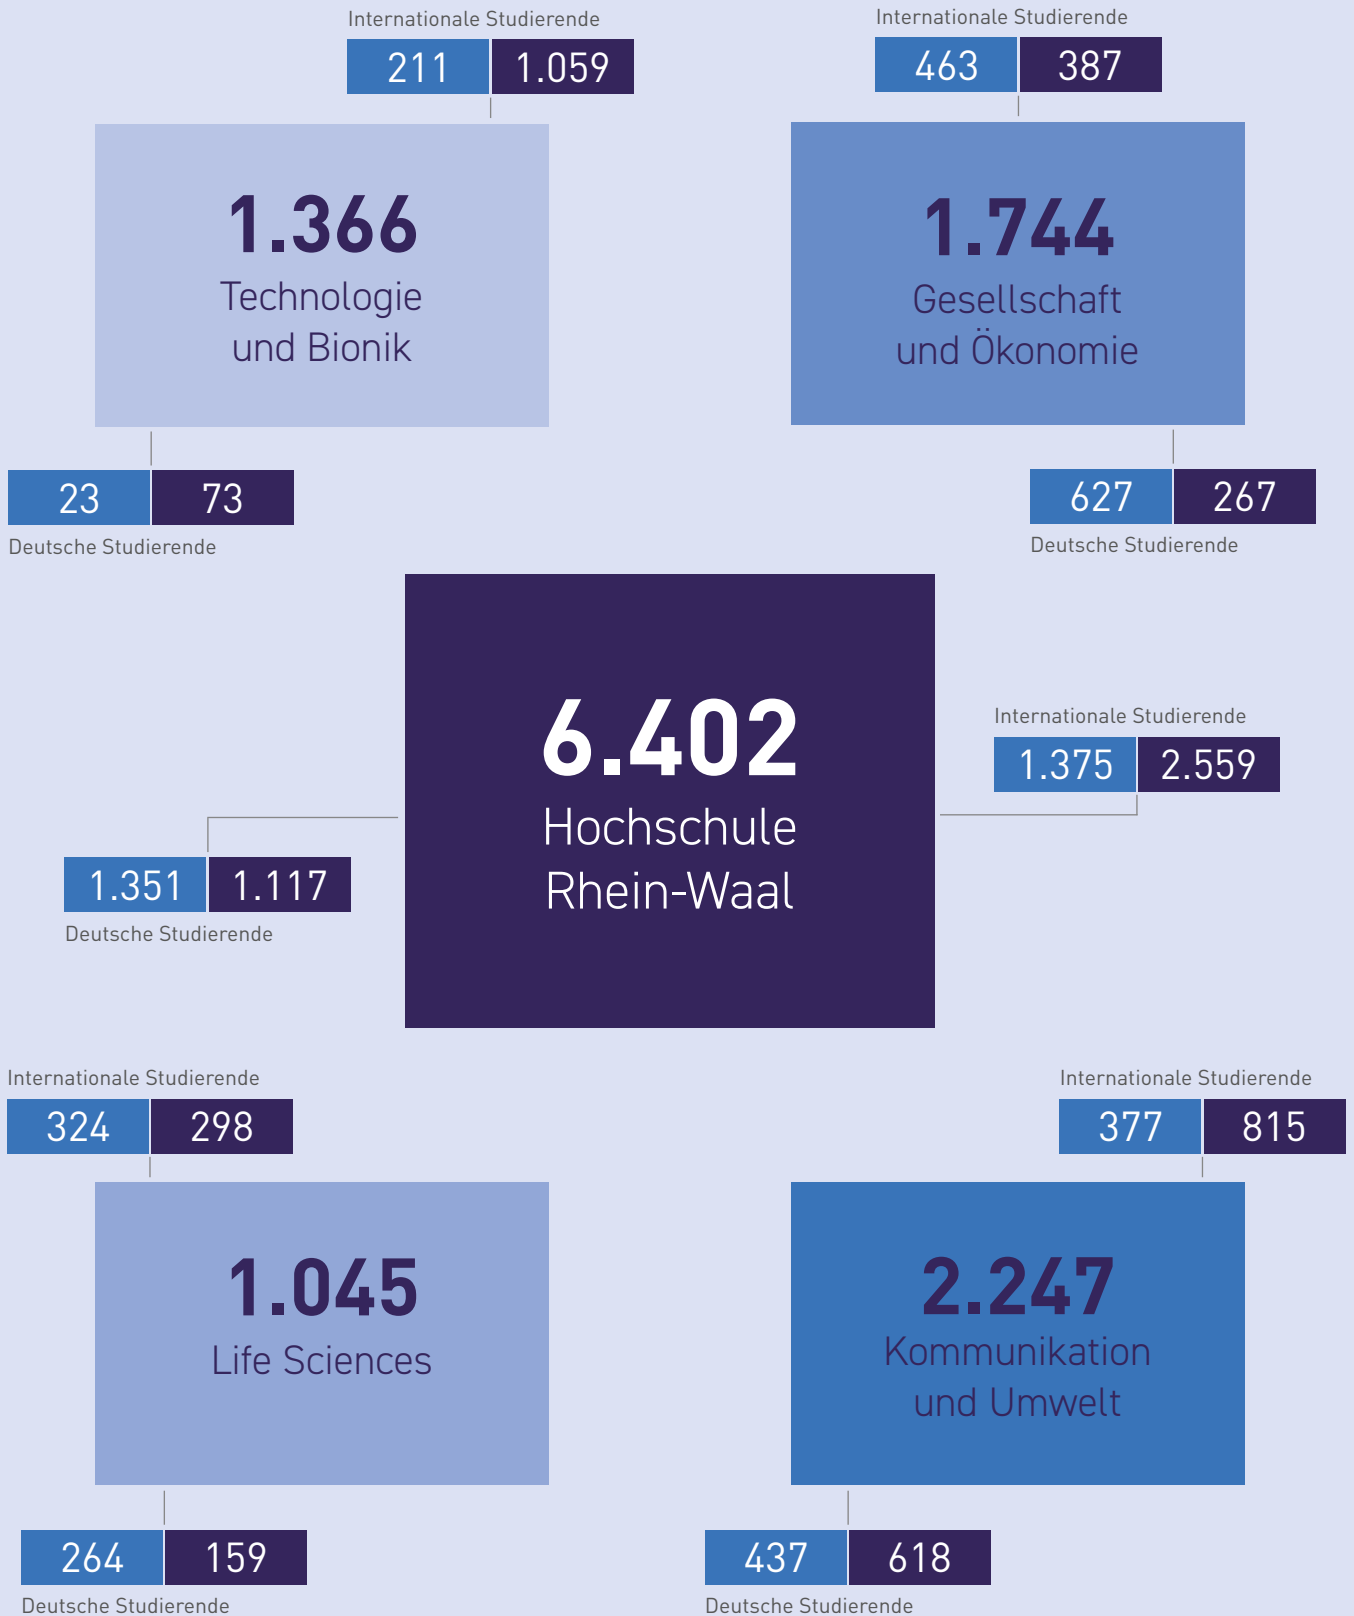 Internationale Studierende
211 1.059
1.366
Technologie
und Bionik
23 73
Deutsche Studierende
Internationale Studierende
463 387
1.744
Gesellschaft
und Ökonomie
627 267
Deutsche Studierende
6.402
Hochschule
Rhein-Waal
Internationale Studierende
1.375 2.559
1.351 1.117
Deutsche Studierende
Internationale Studierende
324 298
1.045
Life Sciences
264 159
Deutsche Studierende
Internationale Studierende
377 815
2.247
Kommunikation
und Umwelt
437 618
Deutsche Studierende